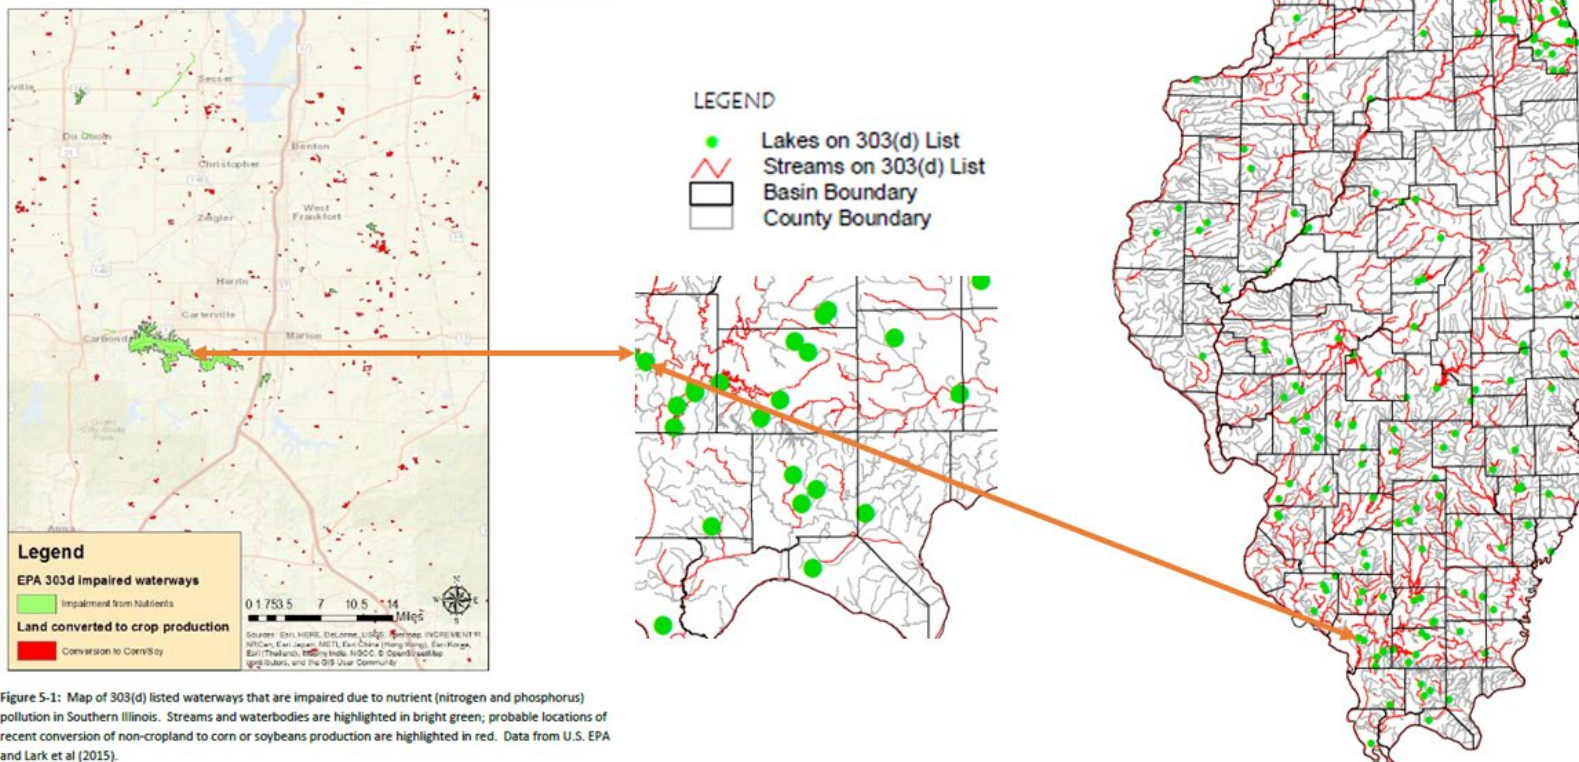 Sesser
Du Quoin
Benton
Christopher
Zeigler
West
Frankfort
Herrin
Carterville
Marion
Carbond
Anna
Legend
EPA 303d impaired waterways
Impairment from Nutrients
Land converted to crop production
Conversion to Corn/Soy
0 1.753.5 7 10.5 14
Miles
Figure 5-1: Map of 303(d) listed waterways that are impaired due to nutrient (nitrogen and phosphorus)
pollution in Southern Illinois. Streams and waterbodies are highlighted in bright green; probable locations of
recent conversion of non-cropland to corn or soybeans production are highlighted in red. Data from U.S. EPA
and Lark et al (2015).
LEGEND
Lakes on 303(d) List
Streams on 303(d) List
Basin Boundary
County Boundary